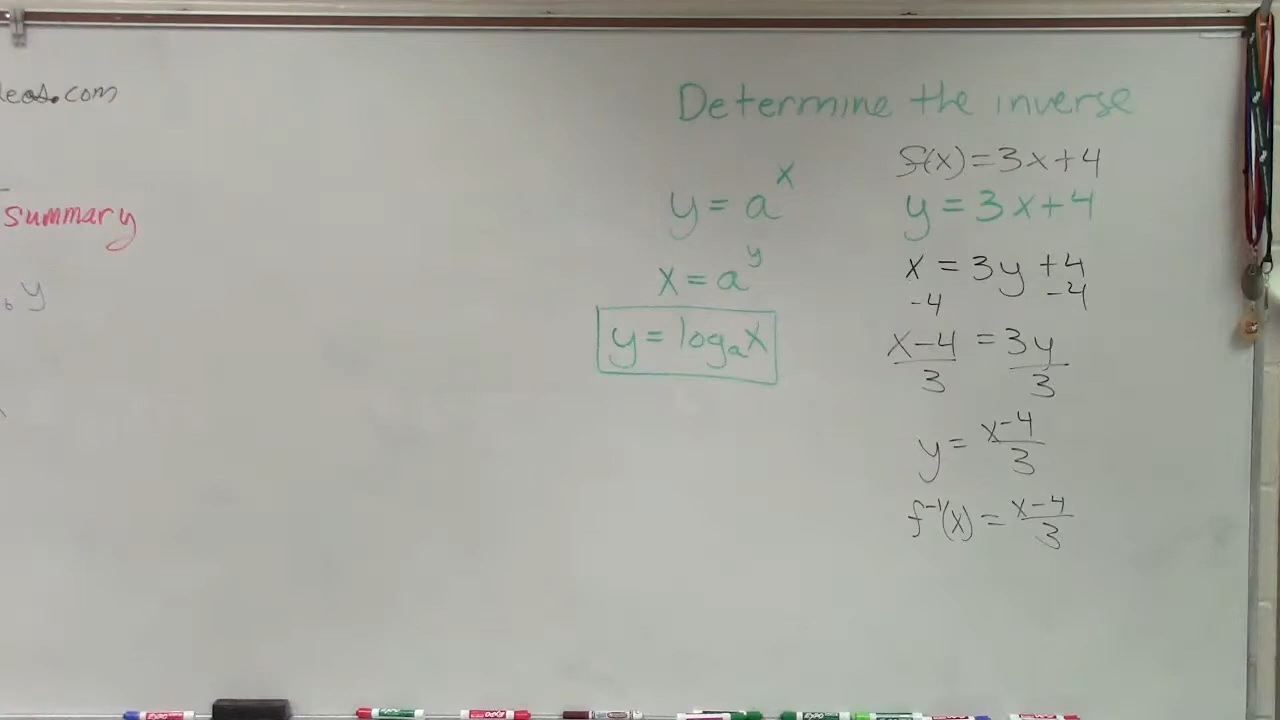 .com
summary
y
Determine the inverse
y = a^x
x = a^y
y = log_a x
f(x) = 3x+4
y = 3x+4
x = 3y +4
-4 -4
x-4 = 3y
3 3
y = x-4
3
f^-1(x) = x-4
3